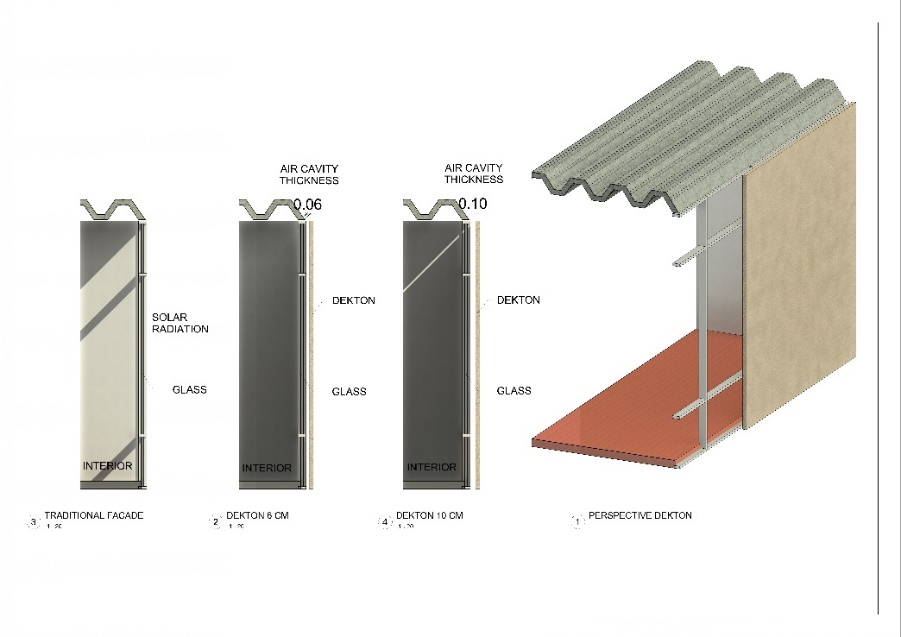 AIR CAVITY
THICKNESS
0.06
AIR CAVITY
THICKNESS
0.10
SOLAR
RADIATION
GLASS
INTERIOR
DEKTON
GLASS
INTERIOR
DEKTON
GLASS
INTERIOR
3 TRADITIONAL FACADE
2 DEKTON 6 CM
4 DEKTON 10 CM
1 PERSPECTIVE DEKTON